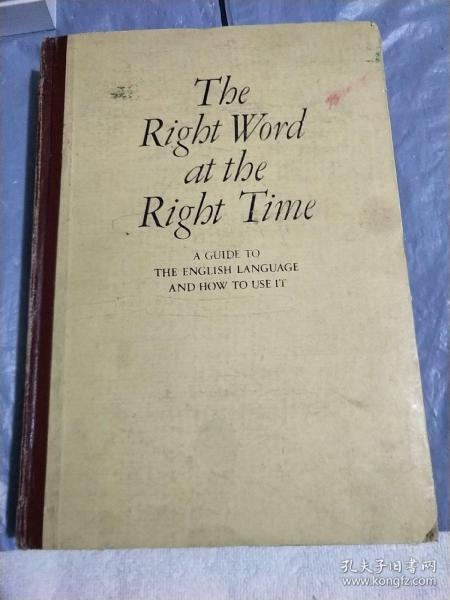 The
Right Word
at the
Right Time
A GUIDE TO
THE ENGLISH LANGUAGE
AND HOW TO USE IT
孔夫子旧书网
www.kongfz.com